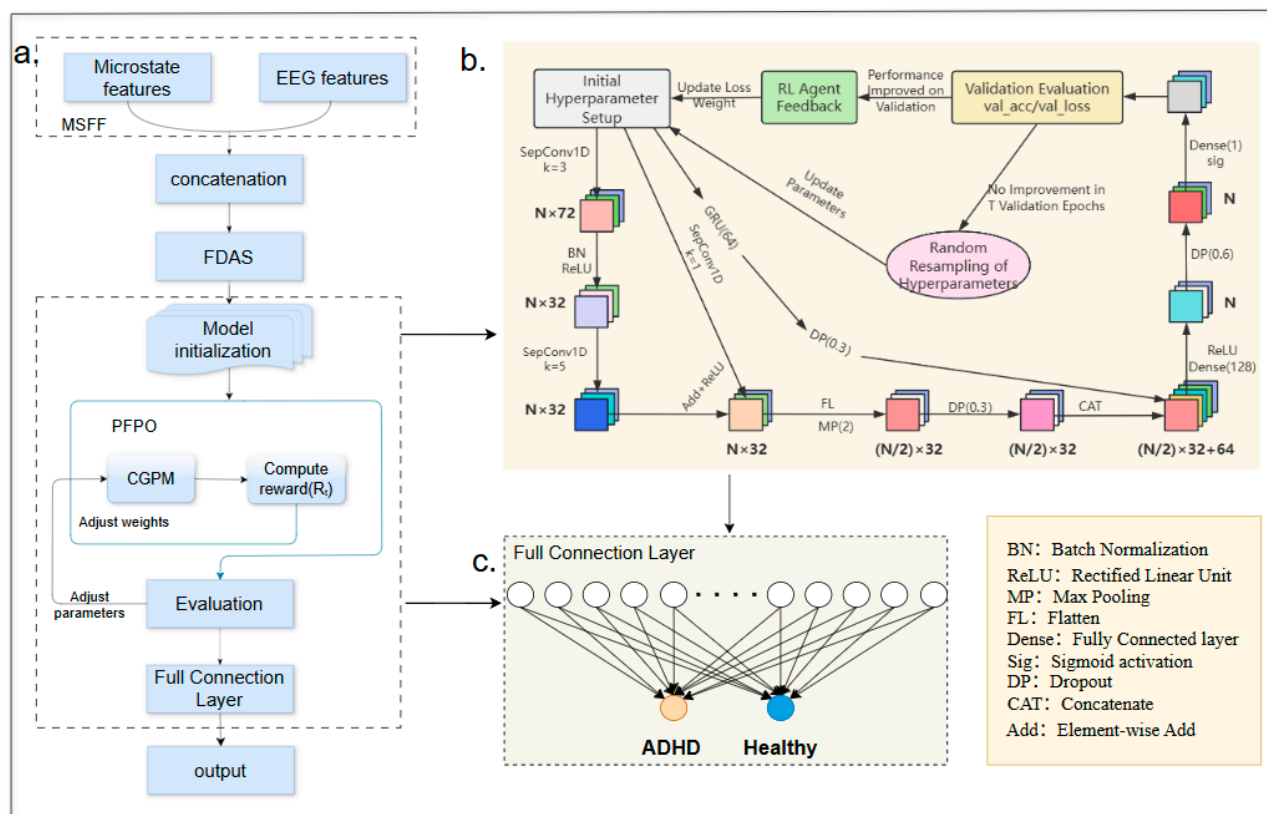 a.
Microstate
features
EEG features
MSFF
concatenation
FDAS
Model
initialization
PFPO
CGPM
Compute
reward(Rₜ)
Adjust weights
Adjust
parameters
Evaluation
Full Connection
Layer
output
b.
Initial
Hyperparameter
Setup
Update Loss
Weight
RL Agent
Feedback
Performance
Improved on
Validation
Validation Evaluation
val_acc/val_loss
SepConv1D
k=3
N×72
BN
ReLU
N×32
SepConv1D
k=5
N×32
Add+ReLU
GRU(64)
SepConv1D
k=1
Update
Parameters
No Improvement in
T Validation Epochs
Random
Resampling of
Hyperparameters
DP(0.3)
N×32
FL
MP(2)
(N/2)×32
DP(0.3)
(N/2)×32
CAT
(N/2)×32+64
ReLU
Dense(128)
N
DP(0.6)
N
Dense(1)
sig
c.
Full Connection Layer
ADHD
Healthy
BN：Batch Normalization
ReLU：Rectified Linear Unit
MP：Max Pooling
FL：Flatten
Dense：Fully Connected layer
Sig：Sigmoid activation
DP：Dropout
CAT：Concatenate
Add：Element-wise Add